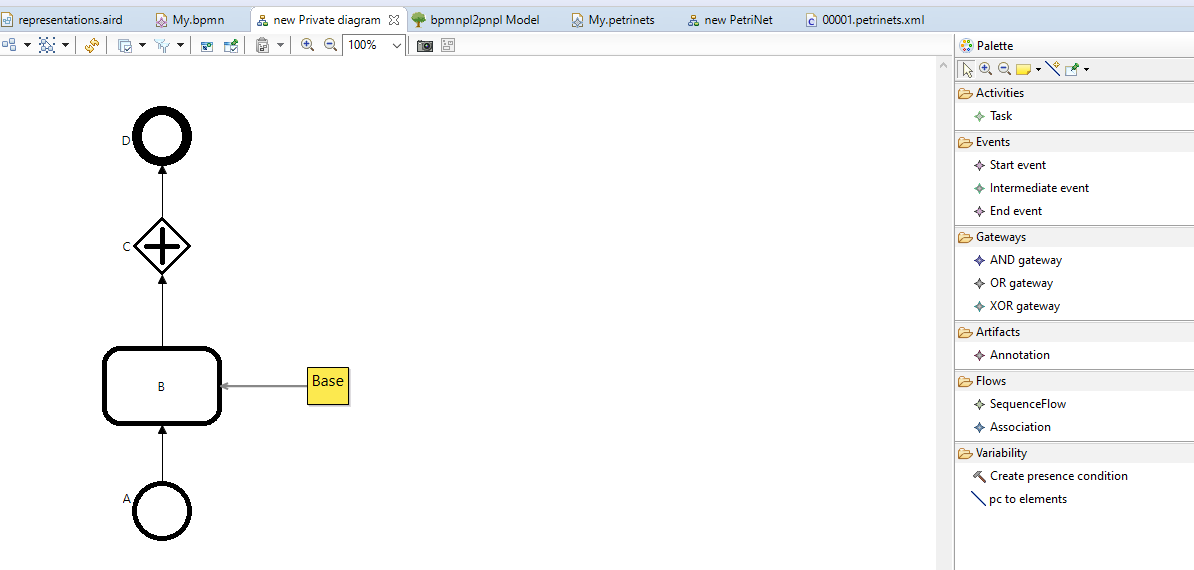 representations.aird My.bpmn new Private diagram bpmnpl2pnpl Model My.petrinets new PetriNet 00001.petrinets.xml
100%
D
C
B
Base
A
Palette
Activities
Task
Events
Start event
Intermediate event
End event
Gateways
AND gateway
OR gateway
XOR gateway
Artifacts
Annotation
Flows
SequenceFlow
Association
Variability
Create presence condition
pc to elements